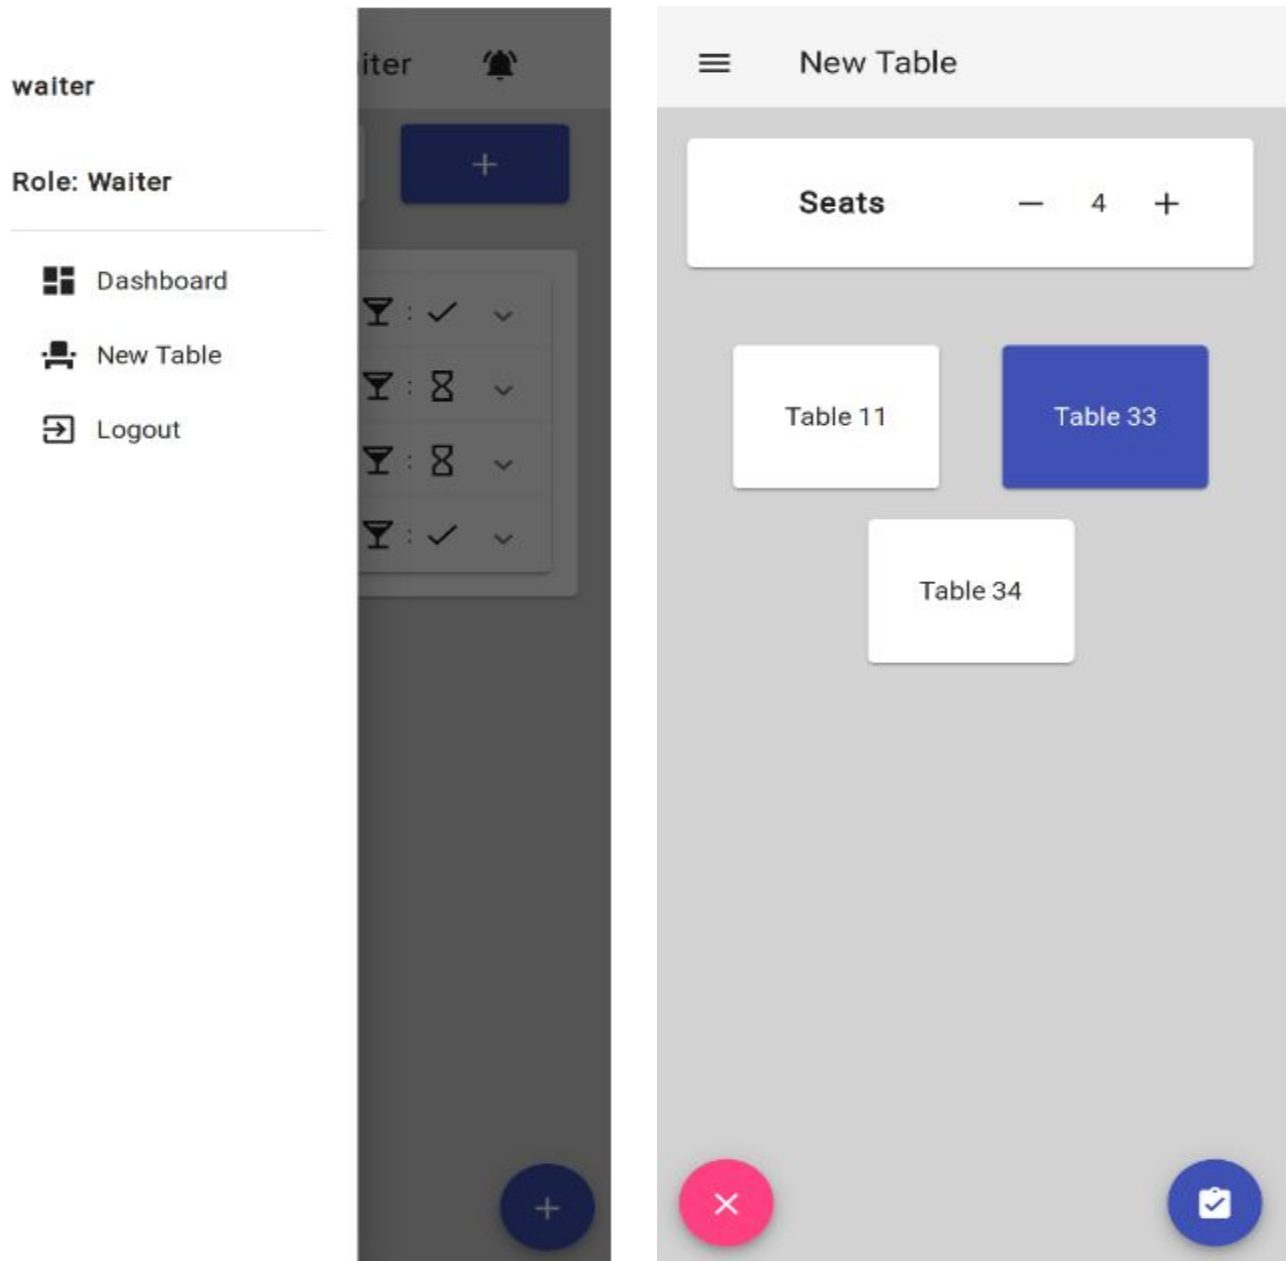 waiter
Role: Waiter
Dashboard
New Table
Logout
iter
:
:
:
:
New Table
Seats
4
Table 11
Table 33
Table 34